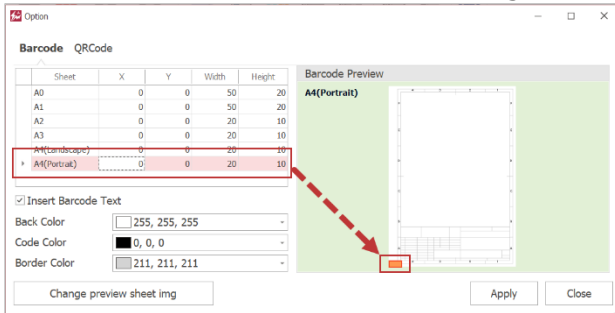 Option
Barcode QRCode
Sheet X Y Width Height
A0 0 0 50 20
A1 0 0 50 20
A2 0 0 20 10
A3 0 0 20 10
A4(Landscape) 0 0 20 10
A4(Portrait) 0 0 20 10
Insert Barcode Text
Back Color 255, 255, 255
Code Color 0, 0, 0
Border Color 211, 211, 211
Change preview sheet img
Barcode Preview
A4(Portrait)
Apply Close